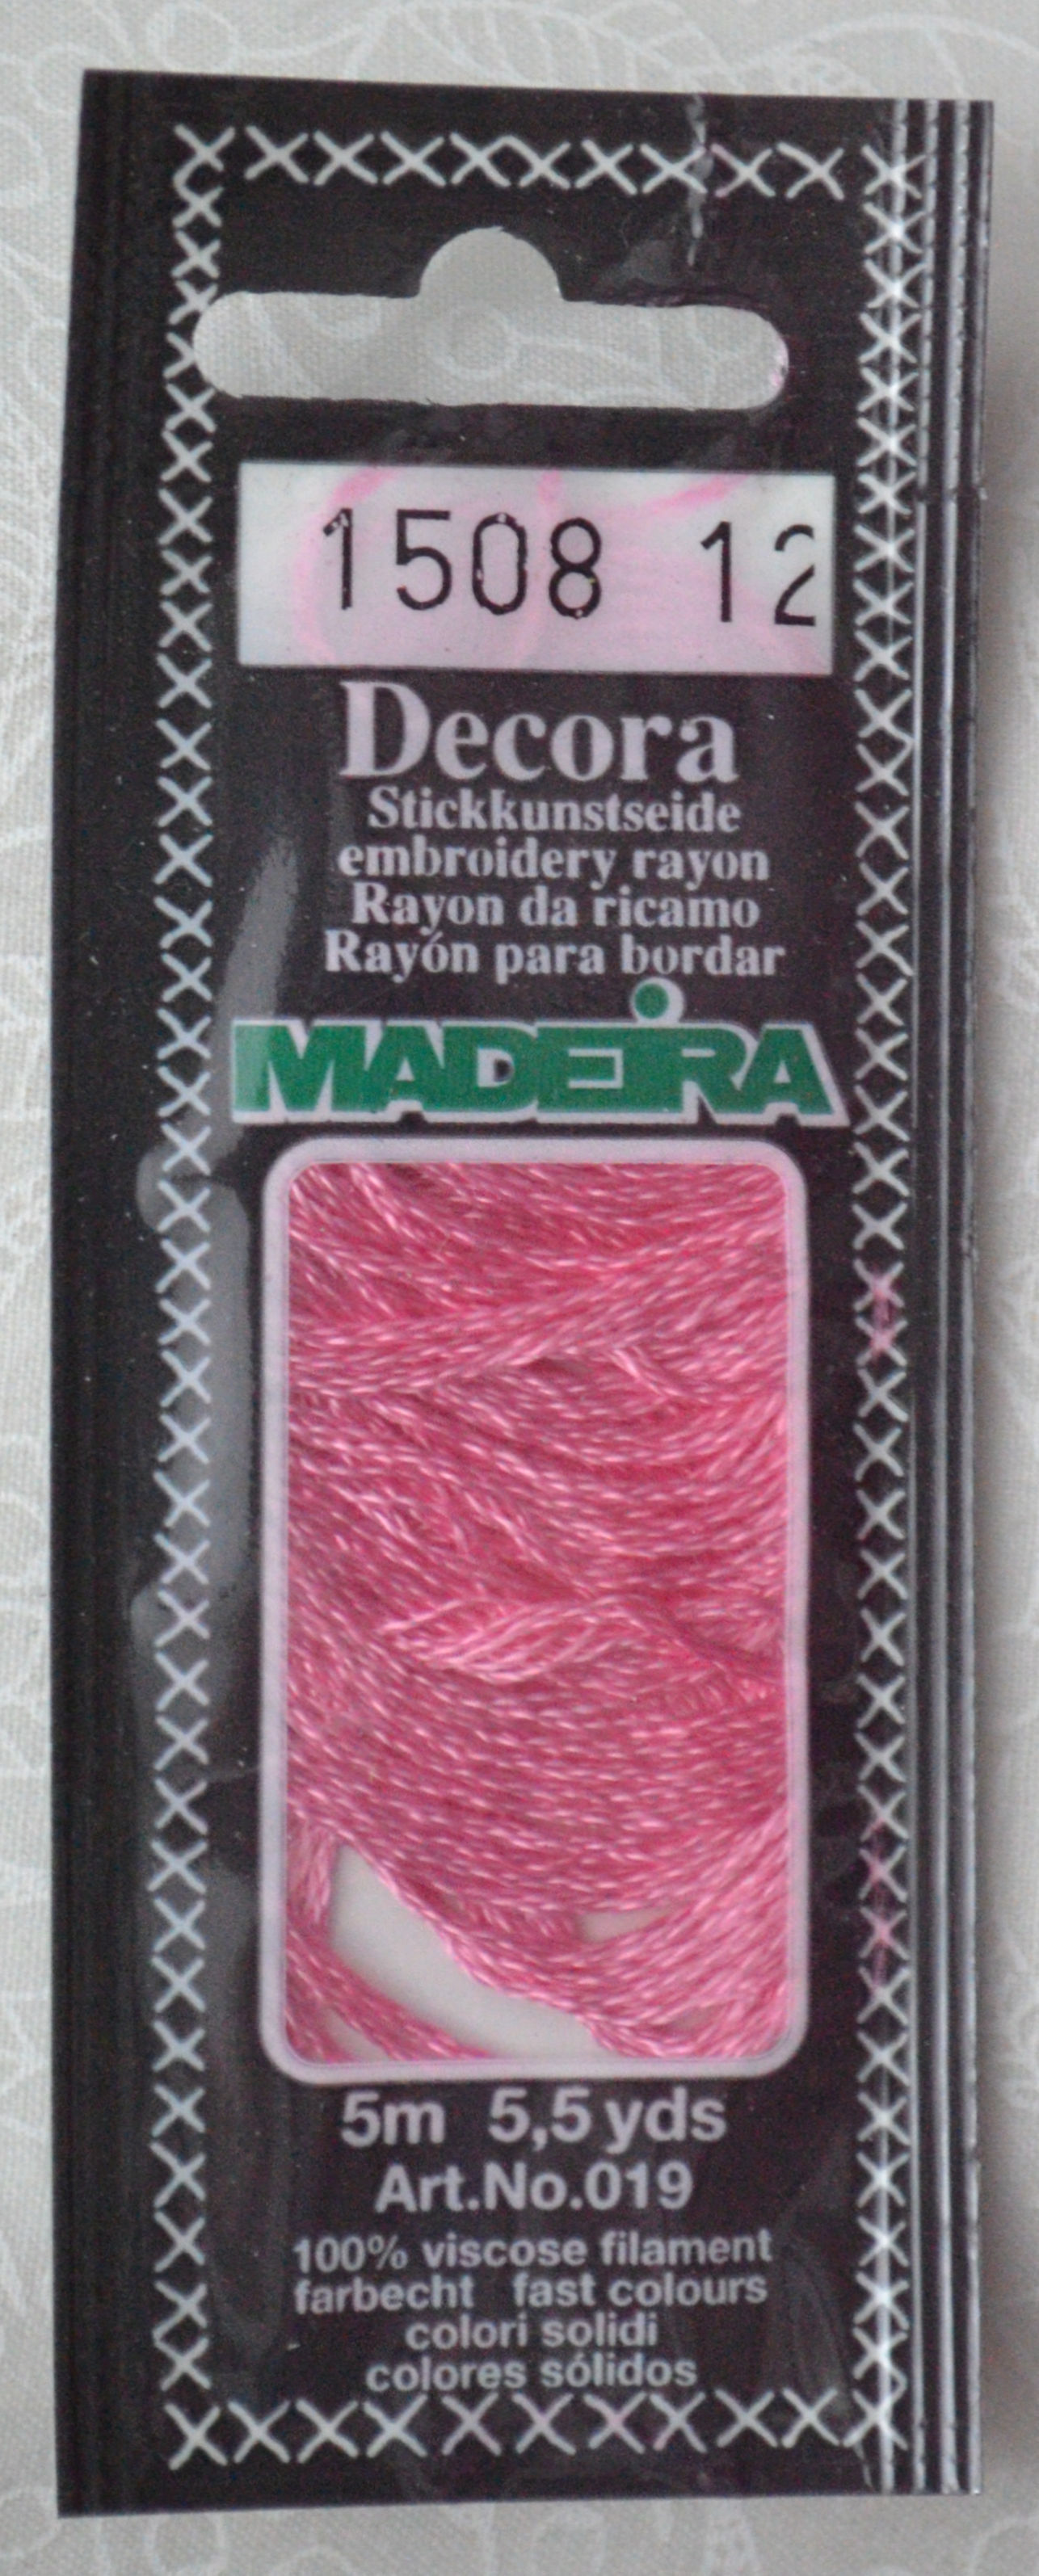 1508 12
Decora
Stickkunstseide
embroidery rayon
Rayon da ricamo
Rayón para bordar
MADEIRA
5m 5,5 yds
Art.No.019
100% viscose filament
farbecht fast colours
colori solidi
colores sólidos